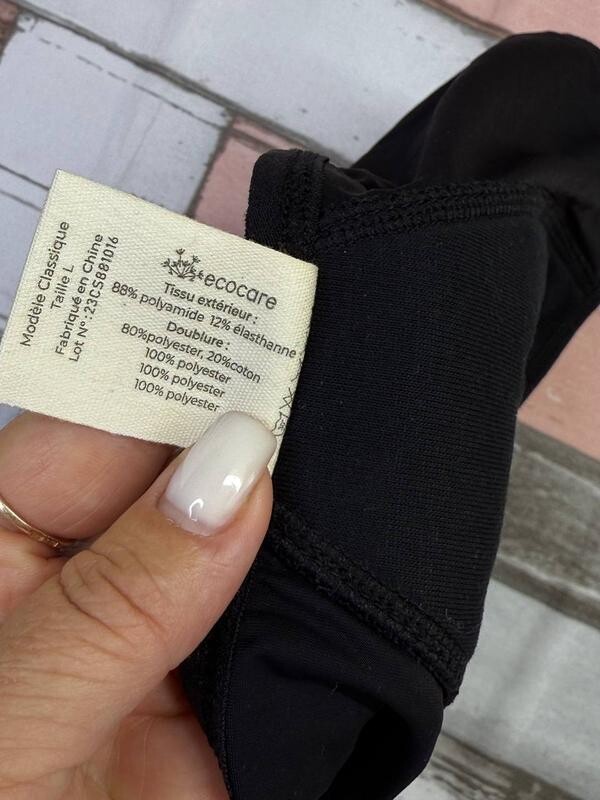 Modèle Classique
Taille L
Fabriqué en Chine
Lot N°:23CS881016
ecocare
Tissu extérieur :
88% polyamide 12% élasthanne
Doublure :
80%polyester, 20%coton
100% polyester
100% polyester
100% polyester